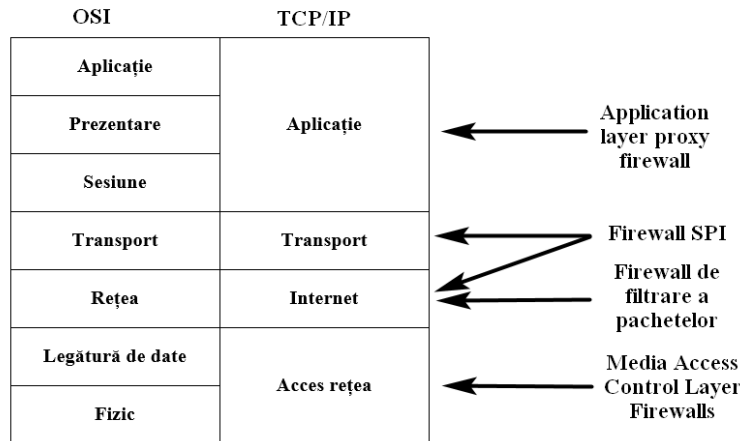 OSI
TCP/IP
Aplicație
Prezentare
Aplicație
Sesiune
Application
layer proxy
firewall
Transport
Transport
Firewall SPI
Rețea
Internet
Firewall de
filtrare a
pachetelor
Legătură de date
Acces rețea
Fizic
Media Access
Control Layer
Firewalls